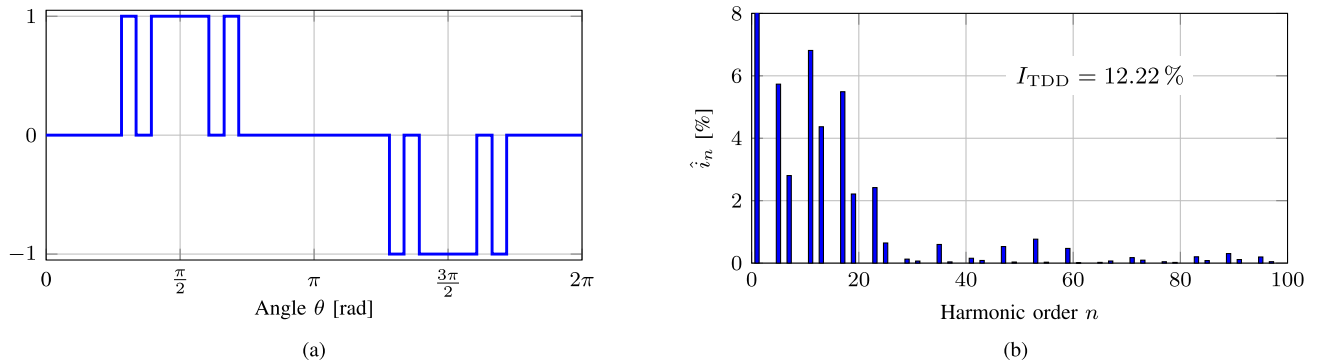 1
0
−1
0
π/2
π
3π/2
2π
Angle θ [rad]
(a)
8
6
4
2
0
î_n [%]
I_TDD = 12.22 %
0
20
40
60
80
100
Harmonic order n
(b)